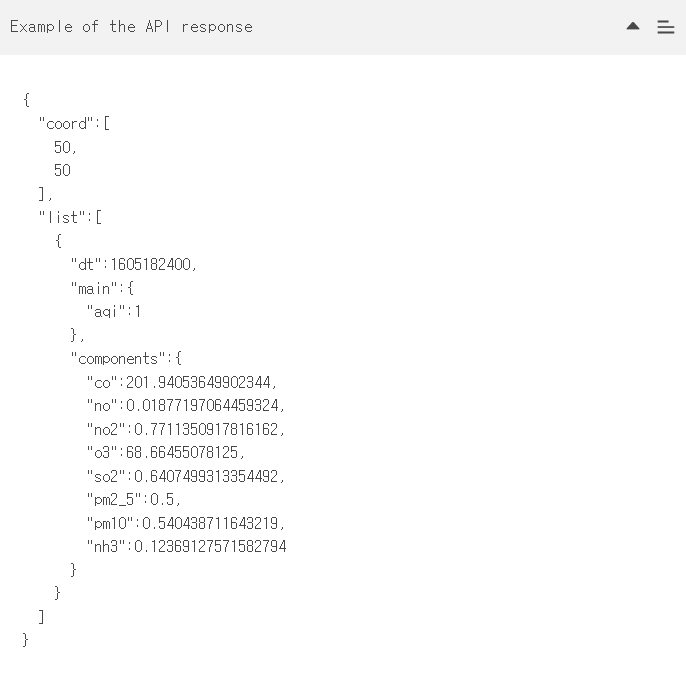 Example of the API response
{
"coord":[
50,
50
],
"list":[
{
"dt":1605182400,
"main":{
"aqi":1
},
"components":{
"co":201.94053649902344,
"no":0.01877197064459324,
"no2":0.7711350917816162,
"o3":68.66455078125,
"so2":0.6407499313354492,
"pm2_5":0.5,
"pm10":0.540438711643219,
"nh3":0.12369127571582794
}
}
]
}